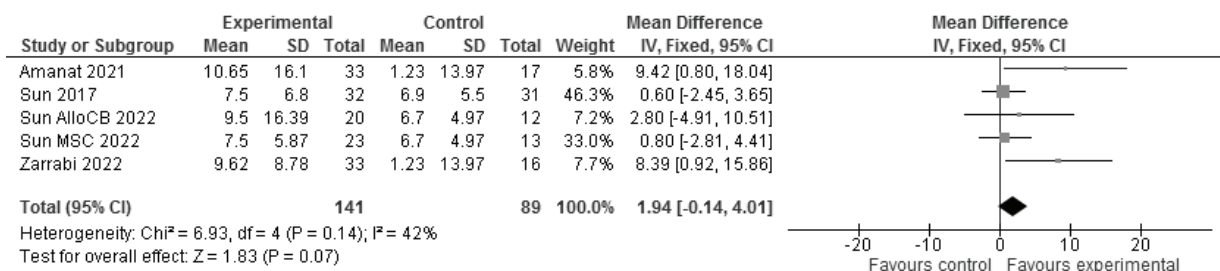 Experimental Control Mean Difference Mean Difference
Study or Subgroup Mean SD Total Mean SD Total Weight IV, Fixed, 95% CI IV, Fixed, 95% CI
Amanat 2021 10.65 16.1 33 1.23 13.97 17 5.8% 9.42 [0.80, 18.04]
Sun 2017 7.5 6.8 32 6.9 5.5 31 46.3% 0.60 [-2.45, 3.65]
Sun AlloCB 2022 9.5 16.39 20 6.7 4.97 12 7.2% 2.80 [-4.91, 10.51]
Sun MSC 2022 7.5 5.87 23 6.7 4.97 13 33.0% 0.80 [-2.81, 4.41]
Zarrabi 2022 9.62 8.78 33 1.23 13.97 16 7.7% 8.39 [0.92, 15.86]
Total (95% CI) 141 89 100.0% 1.94 [-0.14, 4.01]
Heterogeneity: Chi² = 6.93, df = 4 (P = 0.14); I² = 42%
Test for overall effect: Z = 1.83 (P = 0.07)
-20 -10 0 10 20
Favours control Favours experimental